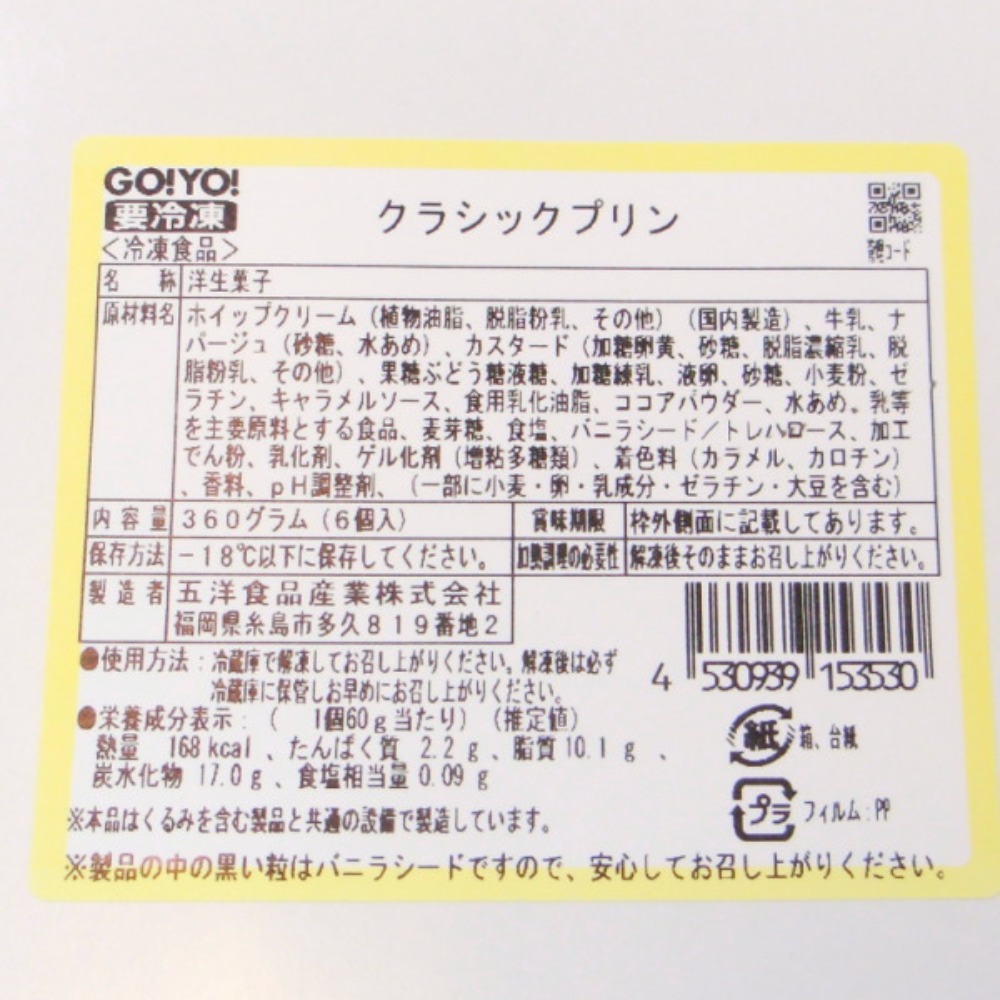 GO!YO!
要冷凍
<冷凍食品>
クラシックプリン
名 称 洋生菓子
原材料名 ホイップクリーム（植物油脂、脱脂粉乳、その他）（国内製造）、牛乳、ナ
パージュ（砂糖、水あめ）、カスタード（加糖卵黄、砂糖、脱脂濃縮乳、脱
脂粉乳、その他）、果糖ぶどう糖液糖、加糖練乳、液卵、砂糖、小麦粉、ゼ
ラチン、キャラメルソース、食用乳化油脂、ココアパウダー、水あめ。乳等
を主要原料とする食品、麦芽糖、食塩、バニラシード／トレハロース、加工
でん粉、乳化剤、ゲル化剤（増粘多糖類）、着色料（カラメル、カロチン）
、香料、ｐＨ調整剤、（一部に小麦・卵・乳成分・ゼラチン・大豆を含む）
内容量 ３６０グラム（６個入） 賞味期限 枠外側面に記載してあります。
保存方法 －１８℃以下に保存してください。 加熱調理の必要性 解凍後そのままお召し上がりください。
製造者 五洋食品産業株式会社
福岡県糸島市多久８１９番地２
●使用方法：冷蔵庫で解凍してお召し上がりください。解凍後は必ず
冷蔵庫に保管しお早めにお召し上がりください。
4 530939 153530
●栄養成分表示：（ 1個60ｇ当たり）（推定値）
熱量 168kcal、たんぱく質 2.2ｇ、脂質10.1ｇ、
炭水化物 17.0ｇ、食塩相当量 0.09ｇ
紙 箱、台紙
プラ フィルム：PP
※本品はくるみを含む製品と共通の設備で製造しています。
※製品の中の黒い粒はバニラシードですので、安心してお召し上がりください。